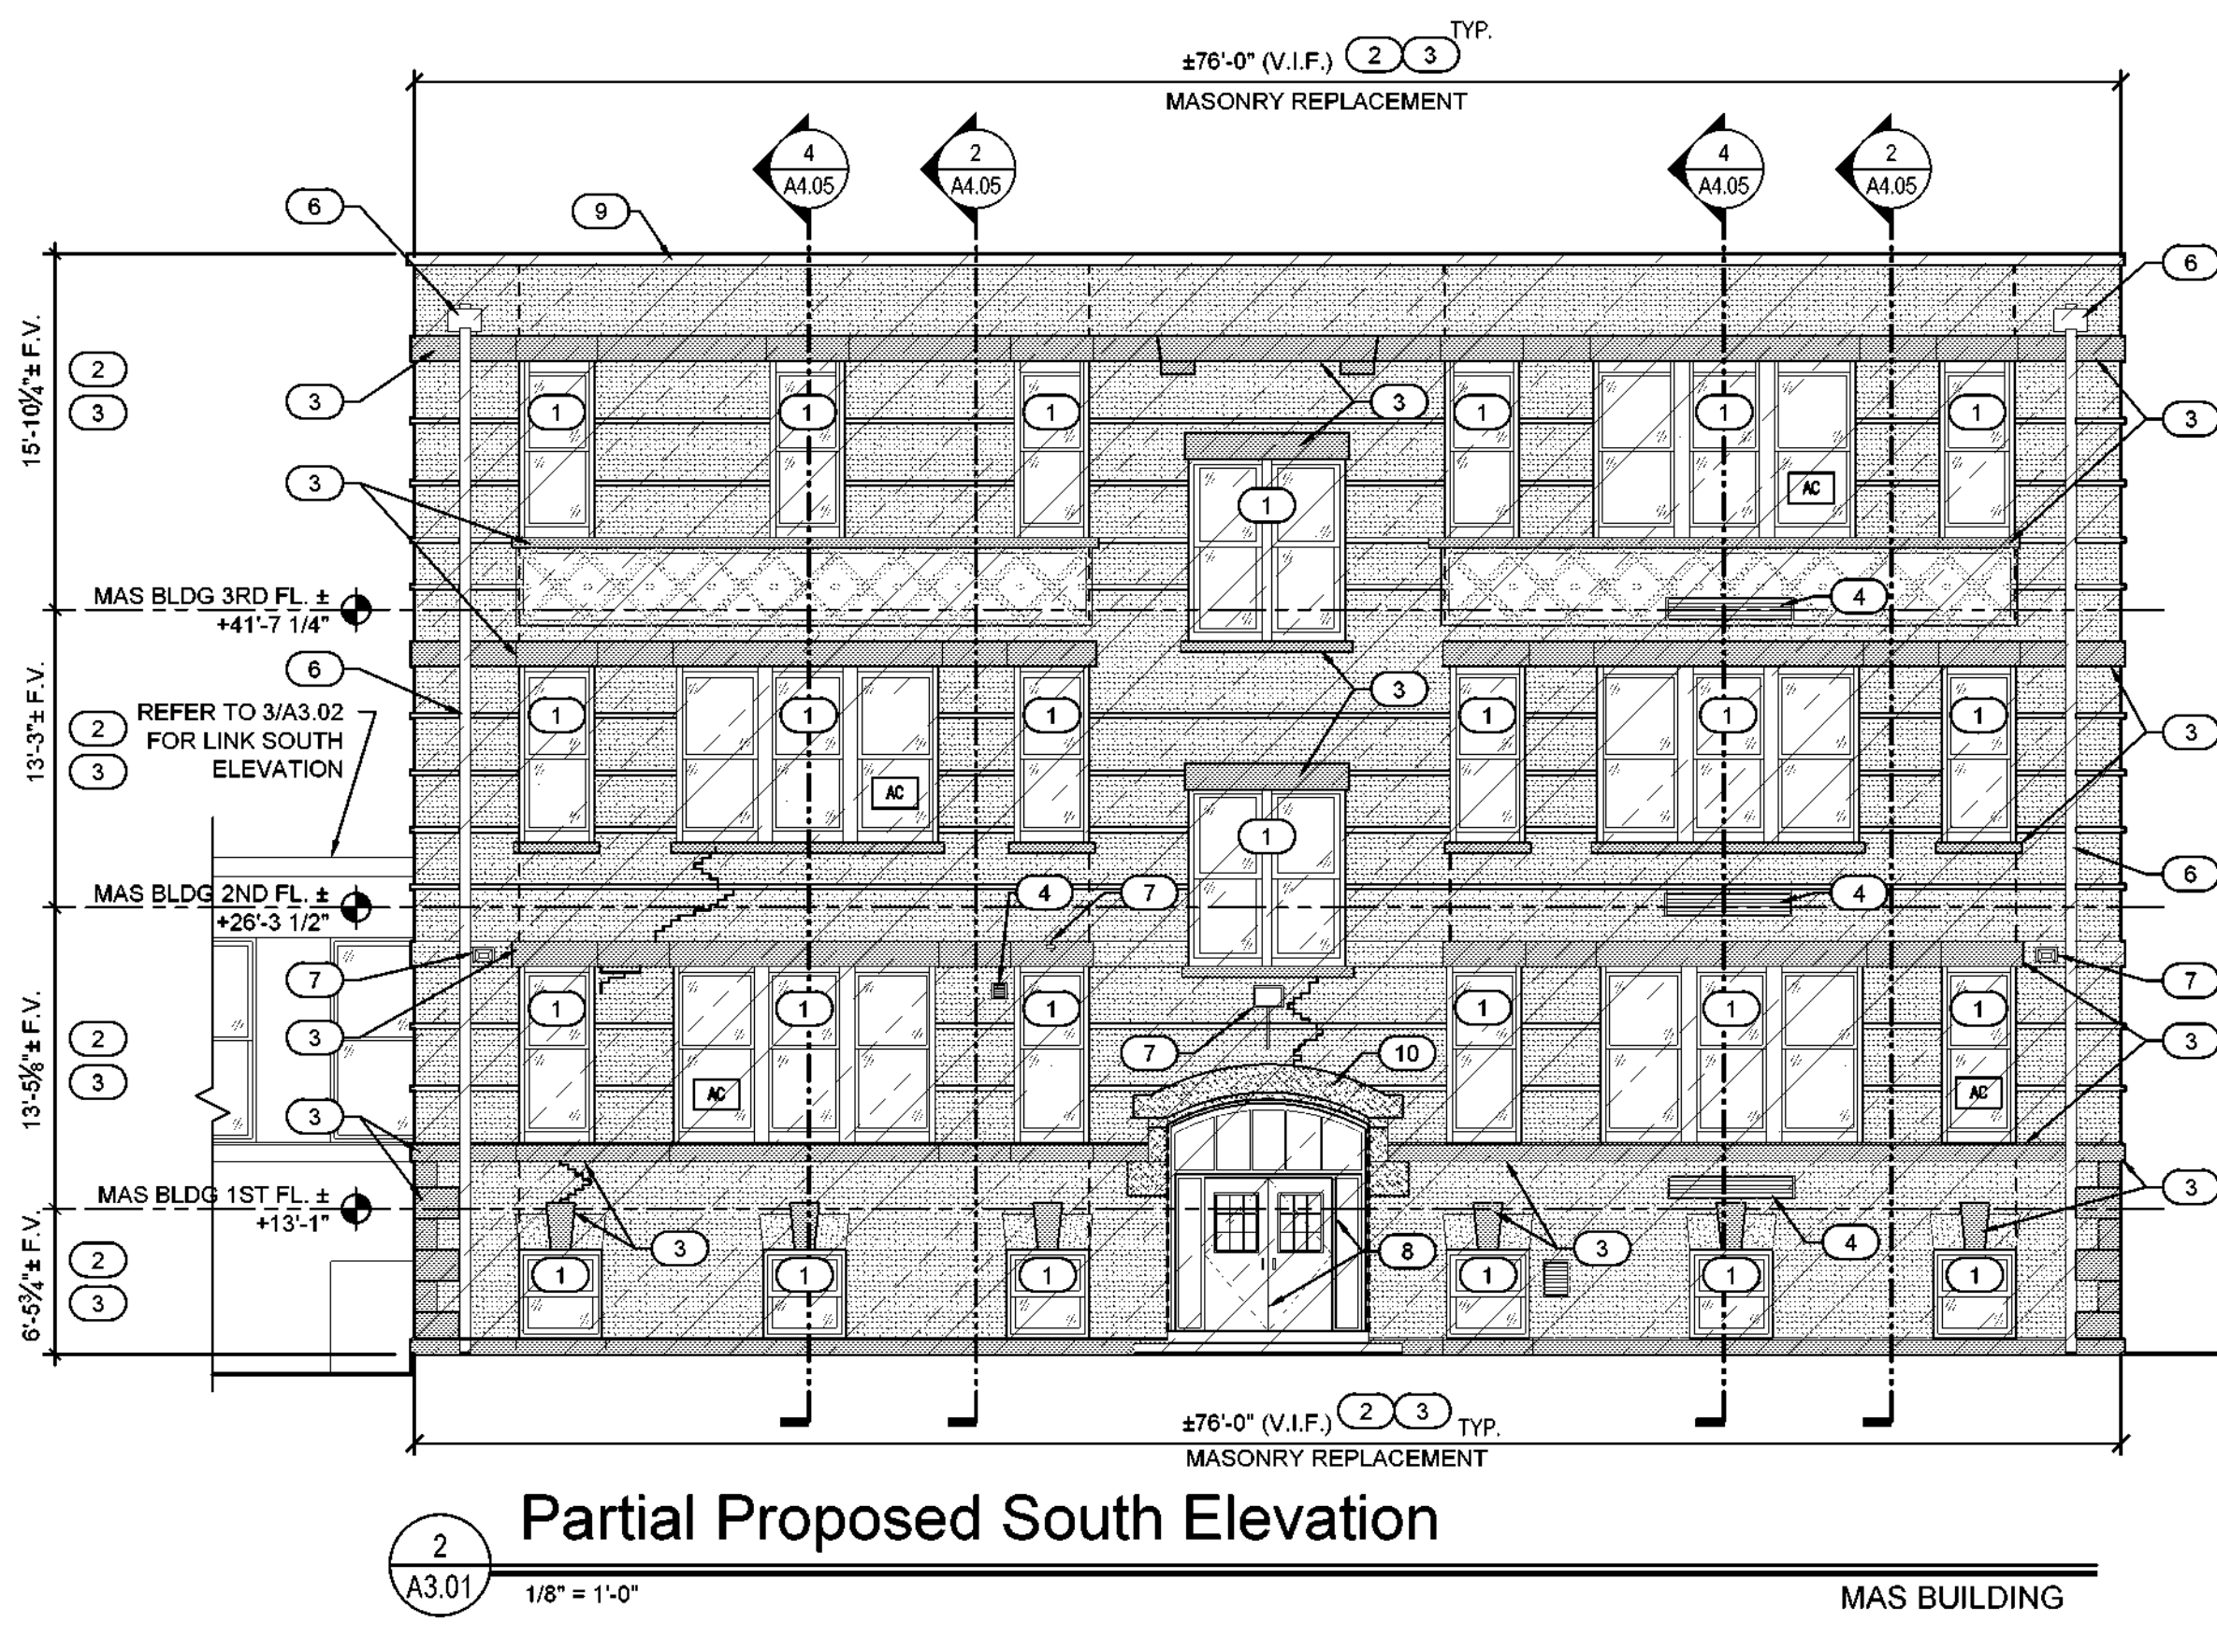 TYP.
±76'-0" (V.I.F.) 2 3
MASONRY REPLACEMENT
4 2 4 2
A4.05 A4.05 A4.05 A4.05
6 9 6
15'-10¼"± F.V.
2
3
3 1 1 1 3 1 1 1 3
3 1 AC
MAS BLDG 3RD FL. ±
+41'-7 1/4"
4
13'-3"± F.V.
6 3
2
3
REFER TO 3/A3.02
FOR LINK SOUTH
ELEVATION
1 1 1 1 1 1 3
AC 1
6
MAS BLDG 2ND FL. ±
+26'-3 1/2"
4 7 4
13'-5⅛"± F.V.
2
3
7 7
3 1 1 1 1 1 1 3
7 10
AC AC
3
MAS BLDG 1ST FL. ±
+13'-1"
3
6'-5¾"± F.V.
2
3
3 8 3 4
1 1 1 1 1 1
±76'-0" (V.I.F.) 2 3 TYP.
MASONRY REPLACEMENT
Partial Proposed South Elevation
2
A3.01
1/8" = 1'-0"
MAS BUILDING